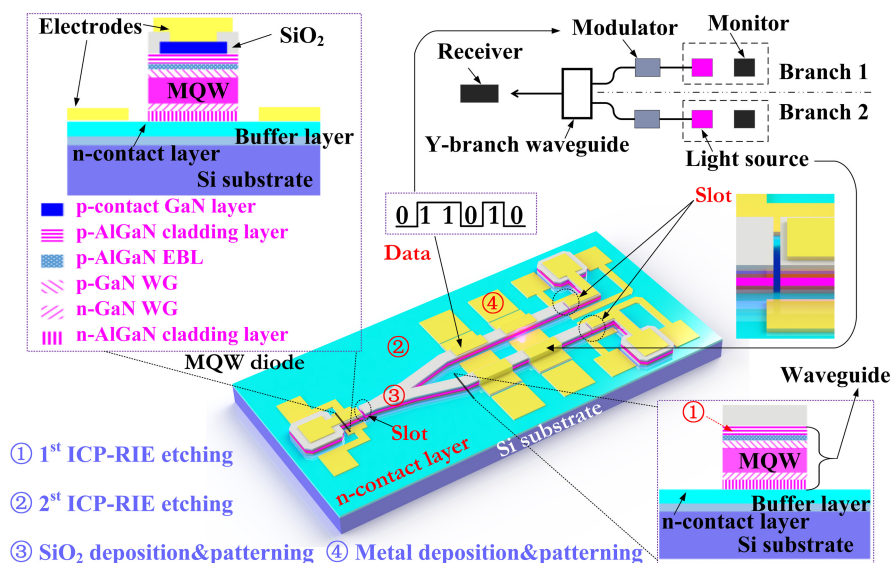 Electrodes
SiO2
MQW
Buffer layer
n-contact layer
Si substrate
p-contact GaN layer
p-AlGaN cladding layer
p-AlGaN EBL
p-GaN WG
n-GaN WG
n-AlGaN cladding layer
Receiver
Modulator
Monitor
Branch 1
Branch 2
Y-branch waveguide
Light source
0 1 1 0 1 0
Data
Slot
④
②
③
MQW diode
Slot
n-contact layer
Si substrate
Waveguide
①
MQW
Buffer layer
n-contact layer
Si substrate
① 1st ICP-RIE etching
② 2st ICP-RIE etching
③ SiO2 deposition&patterning ④ Metal deposition&patterning